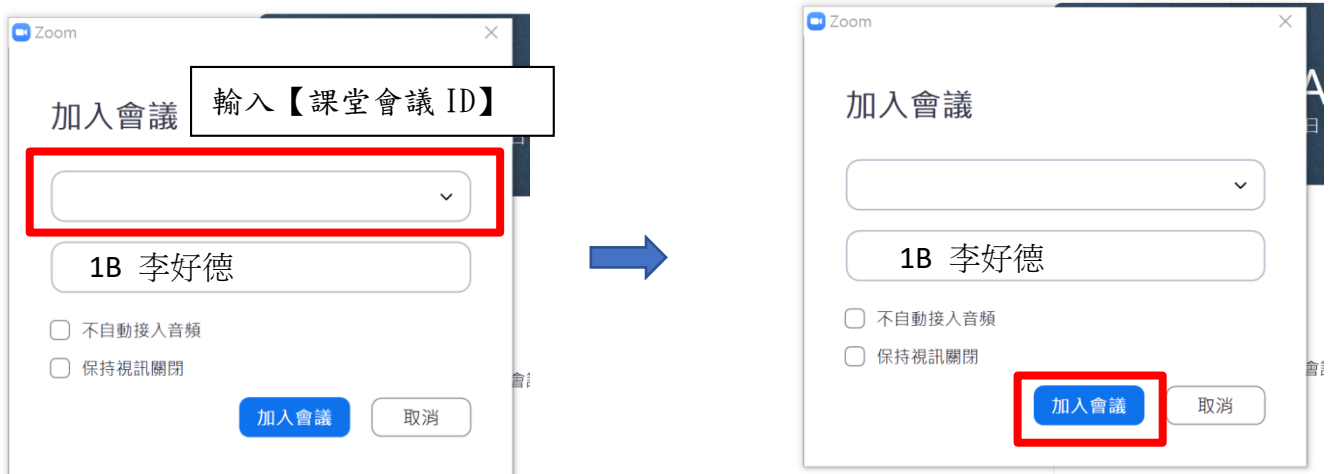 Zoom
加入會議
輸入【課堂會議 ID】
1B 李好德
不自動接入音頻
保持視訊關閉
加入會議
取消
Zoom
加入會議
1B 李好德
不自動接入音頻
保持視訊關閉
加入會議
取消
A
日